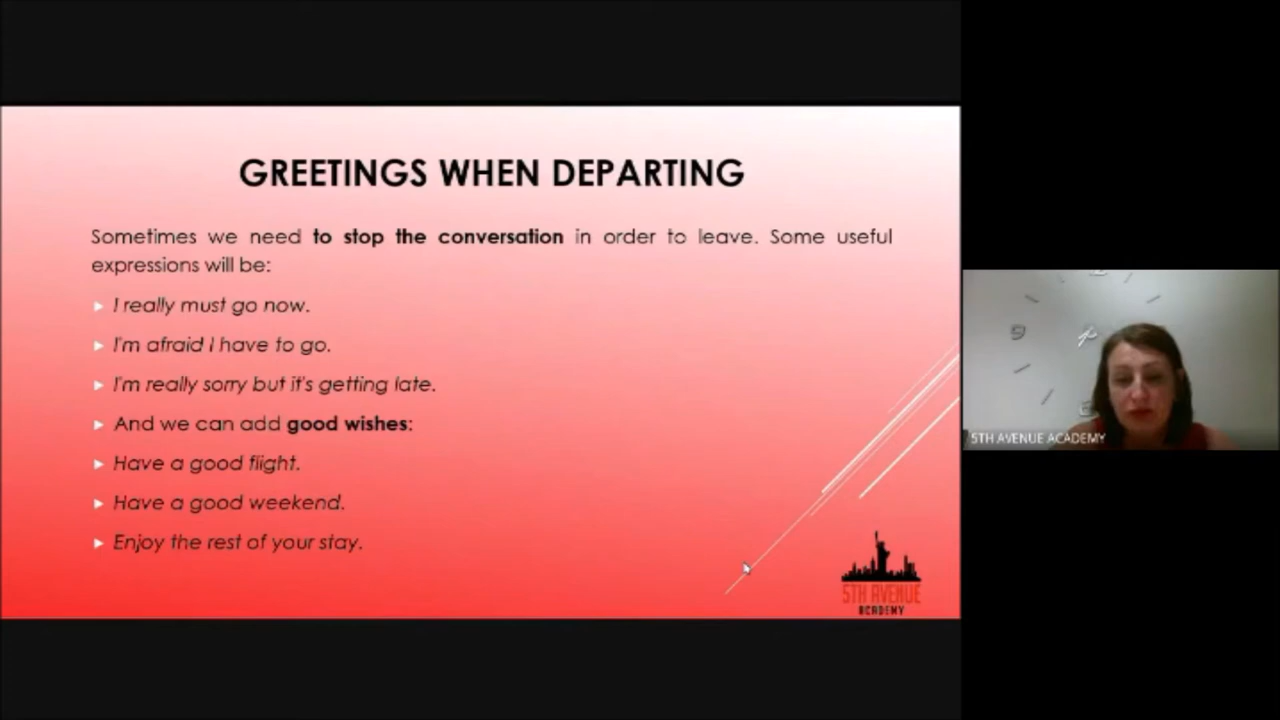 GREETINGS WHEN DEPARTING
Sometimes we need to stop the conversation in order to leave. Some useful
expressions will be:
I really must go now.
I'm afraid I have to go.
I'm really sorry but it's getting late.
And we can add good wishes:
Have a good flight.
Have a good weekend.
Enjoy the rest of your stay.
5TH AVENUE
ACADEMY
9
5TH AVENUE ACADEMY